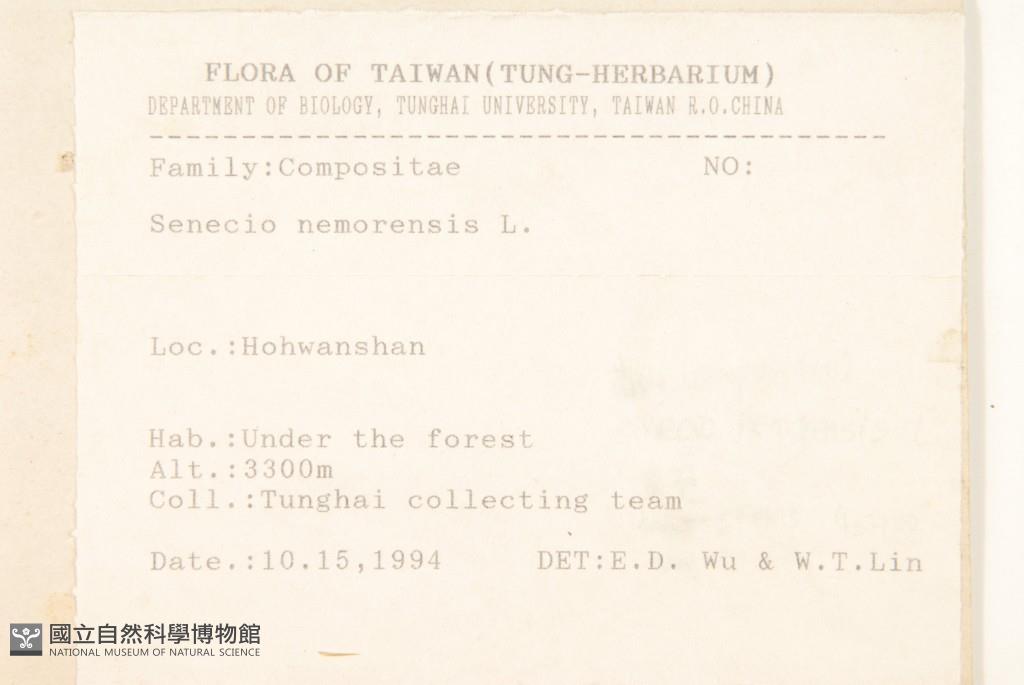 FLORA OF TAIWAN(TUNG-HERBARIUM)
DEPARTMENT OF BIOLOGY, TUNGHAI UNIVERSITY, TAIWAN R.O.CHINA
Family:Compositae NO:
Senecio nemorensis L.
Loc.:Hohwanshan
Hab.:Under the forest
Alt.:3300m
Coll.:Tunghai collecting team
Date.:10.15,1994 DET:E.D. Wu & W.T.Lin
國立自然科學博物館
NATIONAL MUSEUM OF NATURAL SCIENCE